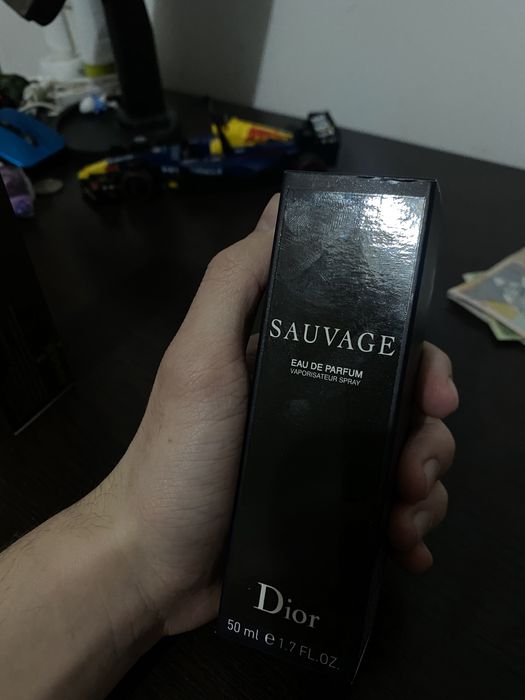 SAUVAGE
EAU DE PARFUM
VAPORISATEUR SPRAY
Dior
50 ml e 1.7 FL.OZ.